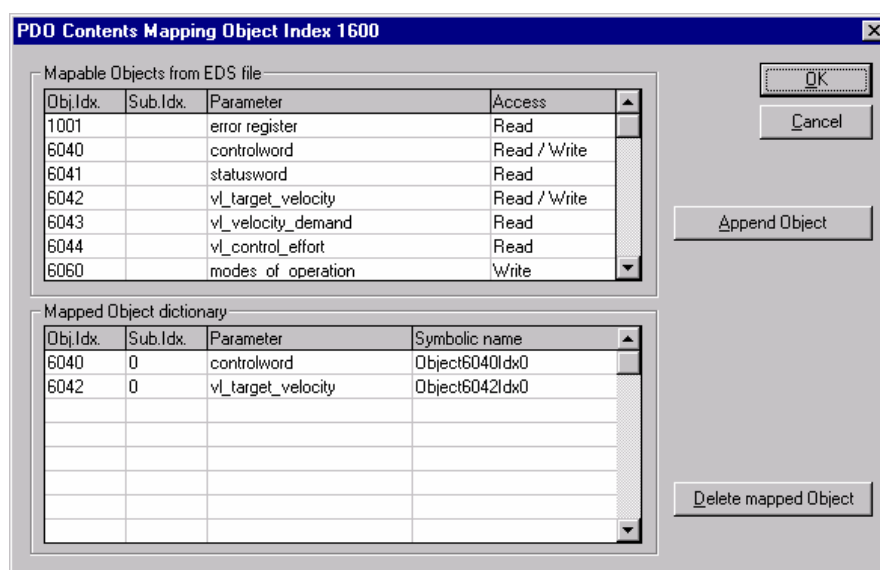 PDO Contents Mapping Object Index 1600
Mapable Objects from EDS file
Obj.Idx. Sub.Idx. Parameter Access
1001 error register Read
6040 controlword Read / Write
6041 statusword Read
6042 vl_target_velocity Read / Write
6043 vl_velocity_demand Read
6044 vl_control_effort Read
6060 modes_of_operation Write
OK
Cancel
Append Object
Mapped Object dictionary
Obj.Idx. Sub.Idx. Parameter Symbolic name
6040 0 controlword Object6040Idx0
6042 0 vl_target_velocity Object6042Idx0
Delete mapped Object